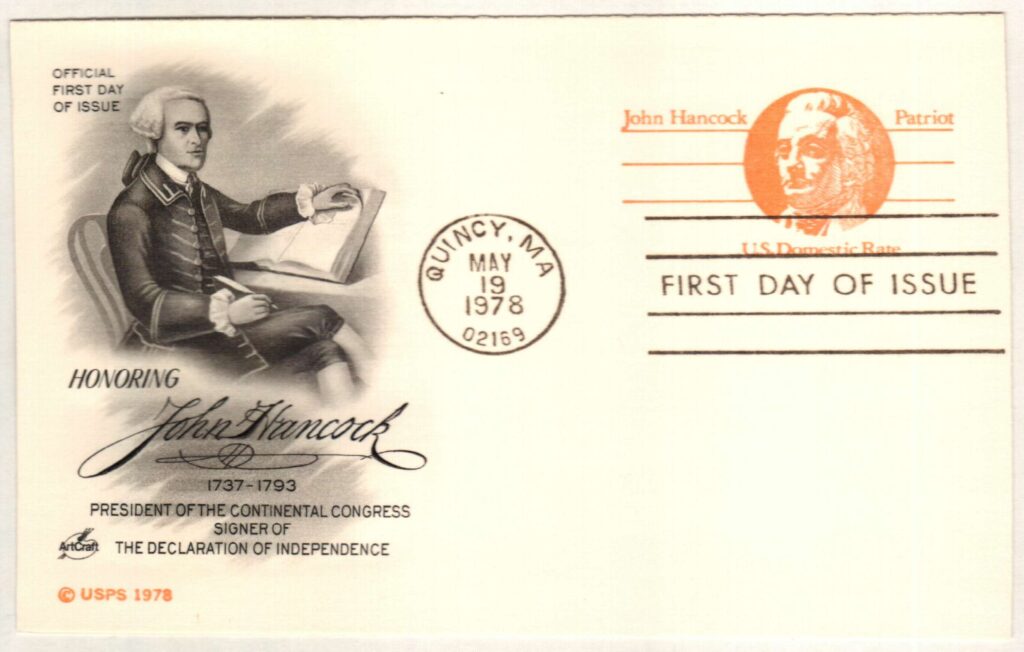 OFFICIAL
FIRST DAY
OF ISSUE
John Hancock Patriot
U.S. Domestic Rate
QUINCY, MA
MAY
19
1978
02169
FIRST DAY OF ISSUE
HONORING
John Hancock
1737-1793
PRESIDENT OF THE CONTINENTAL CONGRESS
SIGNER OF
THE DECLARATION OF INDEPENDENCE
ArtCraft
© USPS 1978